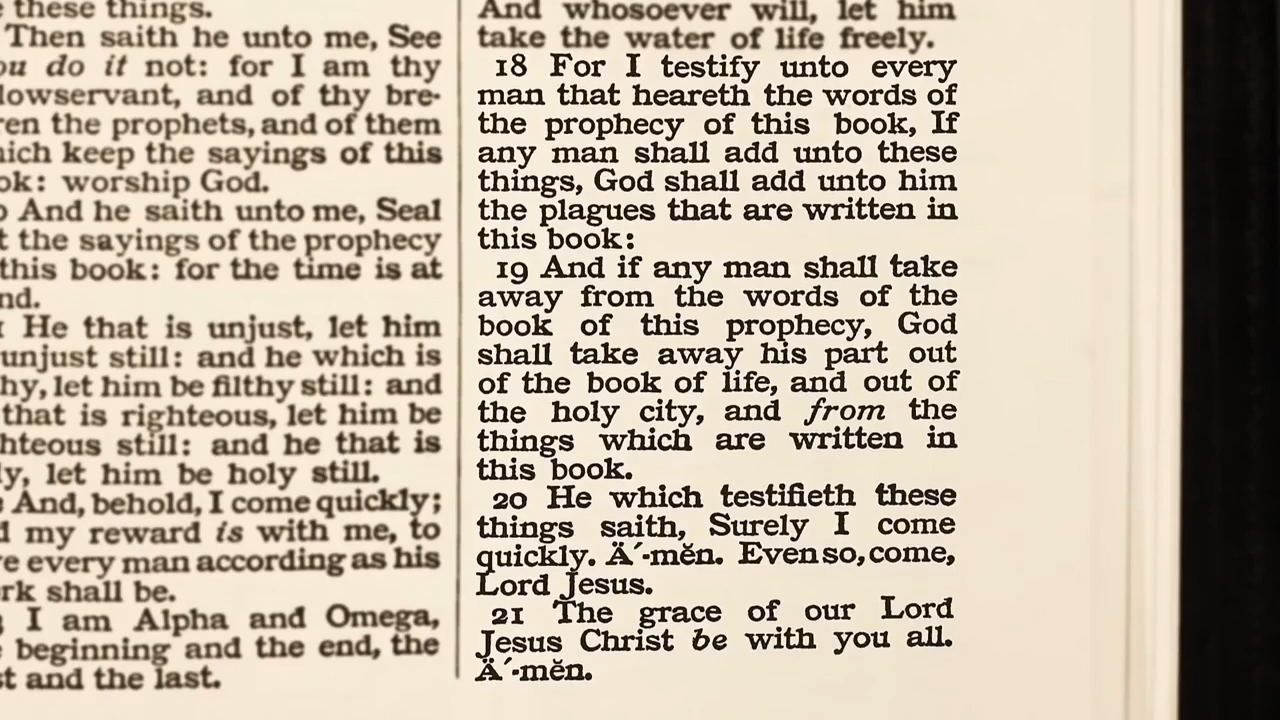 these things.
Then saith he unto me, See
do it not: for I am thy
and of thy bre-
the prophets, and of them
keep the sayings of this
worship God.
And he saith unto me, Seal
the sayings of the prophecy
this book: for the time is at
He that is unjust, let him
unjust still: and he which is
let him be filthy still: and
that is righteous, let him be
still: and he that is
let him be holy still.
And, behold, I come quickly;
my reward is with me, to
every man according as his
shall be.
I am Alpha and Omega,
beginning and the end, the
and the last.
And whosoever will, let him
take the water of life freely.
18 For I testify unto every
man that heareth the words of
the prophecy of this book, If
any man shall add unto these
things, God shall add unto him
the plagues that are written in
this book:
19 And if any man shall take
away from the words of the
book of this prophecy, God
shall take away his part out
of the book of life, and out of
the holy city, and from the
things which are written in
this book.
20 He which testifieth these
things saith, Surely I come
quickly. Ä´-mĕn. Even so, come,
Lord Jesus.
21 The grace of our Lord
Jesus Christ be with you all.
Ä´-mĕn.